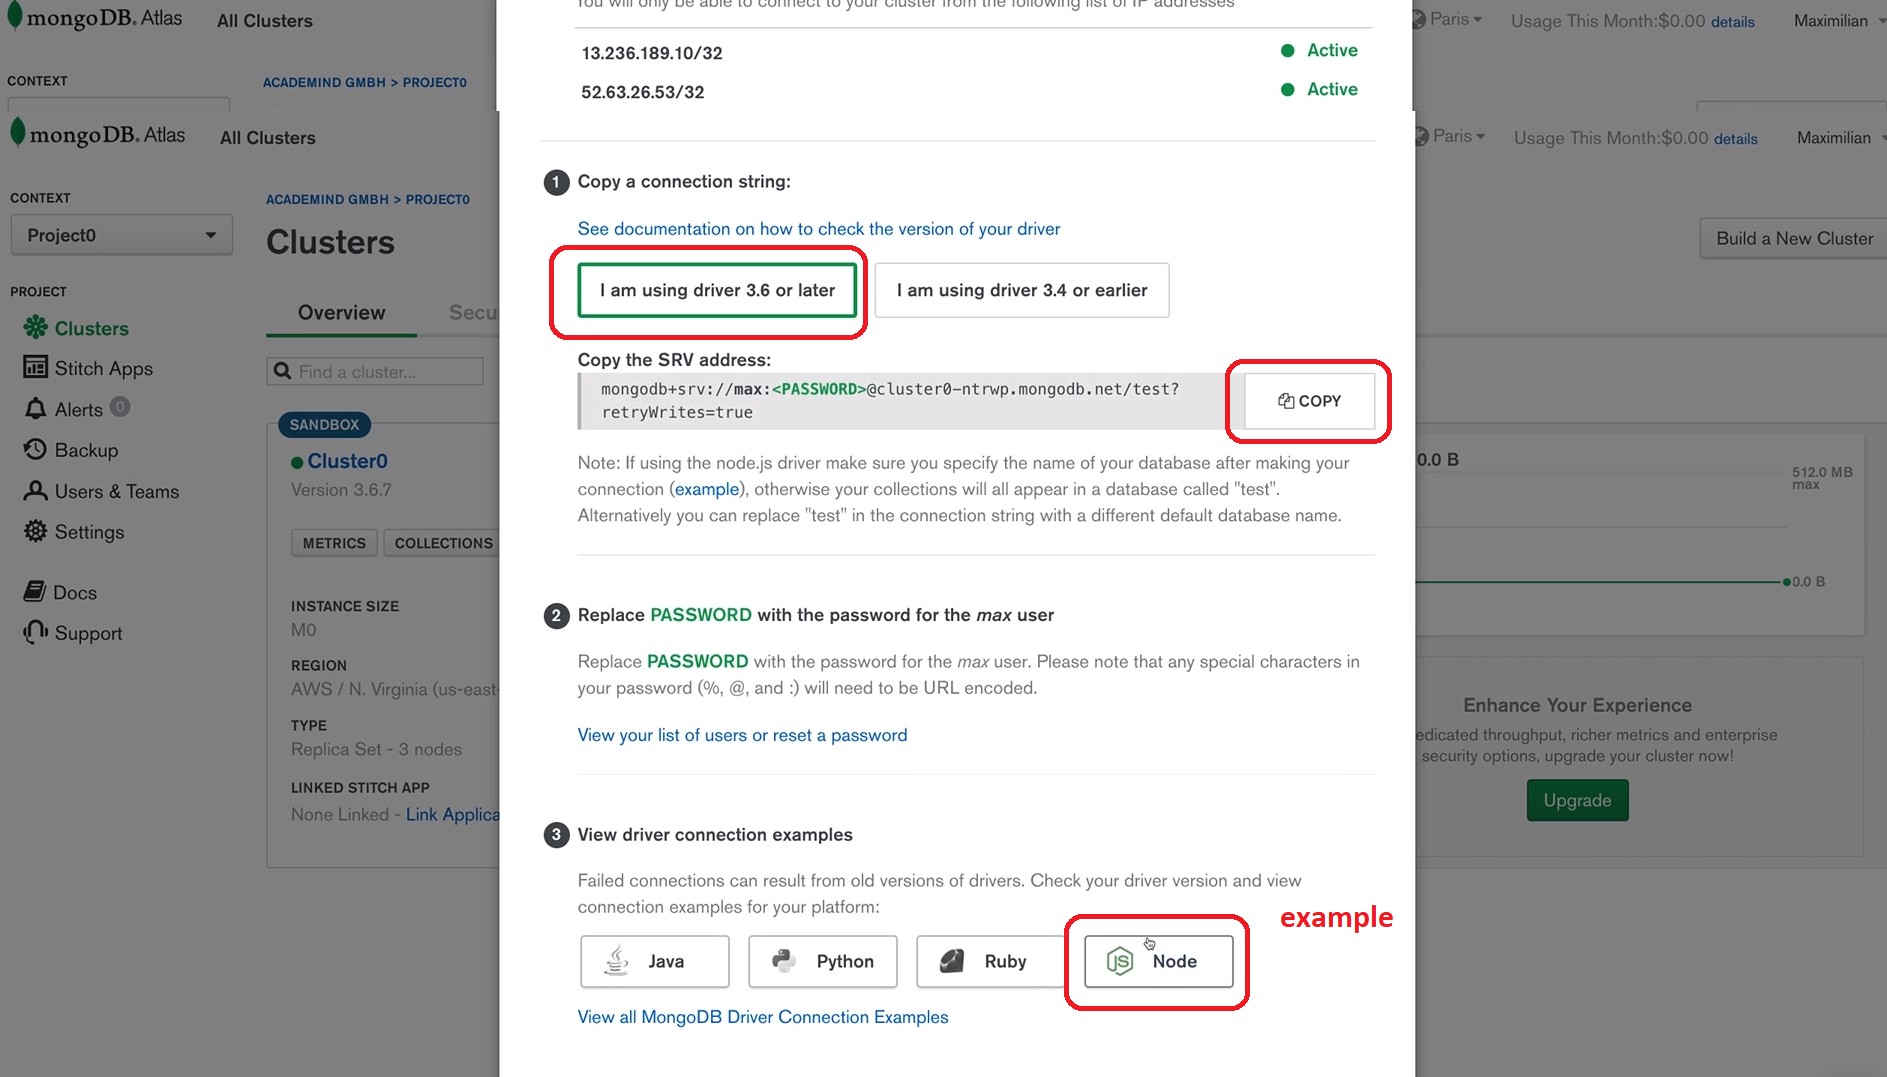 You will only be able to connect to your cluster from the following list of IP addresses
mongoDB. Atlas
All Clusters
Paris
Usage This Month:$0.00 details
Maximilian
13.236.189.10/32
Active
CONTEXT
ACADEMIND GMBH > PROJECT0
52.63.26.53/32
Active
mongoDB. Atlas
All Clusters
Paris
Usage This Month:$0.00 details
Maximilian
CONTEXT
ACADEMIND GMBH > PROJECT0
Project0
Clusters
Build a New Cluster
PROJECT
Clusters
Stitch Apps
Alerts 0
Backup
Users & Teams
Settings
Docs
Support
Overview
Secu
Find a cluster...
SANDBOX
Cluster0
Version 3.6.7
METRICS
COLLECTIONS
INSTANCE SIZE
M0
REGION
AWS / N. Virginia (us-east-
TYPE
Replica Set - 3 nodes
LINKED STITCH APP
None Linked - Link Applica
1 Copy a connection string:
See documentation on how to check the version of your driver
I am using driver 3.6 or later
I am using driver 3.4 or earlier
Copy the SRV address:
mongodb+srv://max:<PASSWORD>@cluster0-ntrwp.mongodb.net/test?
retryWrites=true
COPY
Note: If using the node.js driver make sure you specify the name of your database after making your
connection (example), otherwise your collections will all appear in a database called "test".
Alternatively you can replace "test" in the connection string with a different default database name.
2 Replace PASSWORD with the password for the max user
Replace PASSWORD with the password for the max user. Please note that any special characters in
your password (%, @, and :) will need to be URL encoded.
View your list of users or reset a password
3 View driver connection examples
Failed connections can result from old versions of drivers. Check your driver version and view
connection examples for your platform:
example
Java
Python
Ruby
JS Node
View all MongoDB Driver Connection Examples
0.0 B
512.0 MB
max
0.0 B
Enhance Your Experience
edicated throughput, richer metrics and enterprise
security options, upgrade your cluster now!
Upgrade